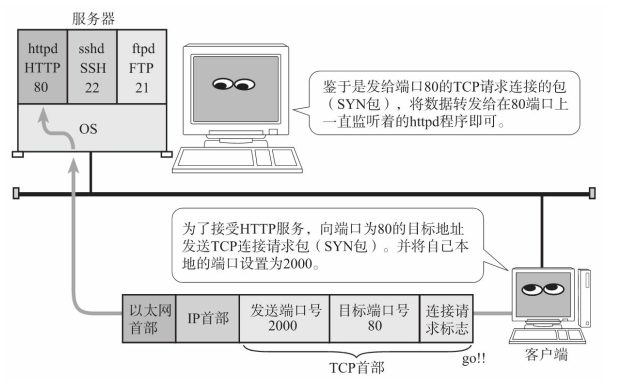 服务器
httpd
HTTP
80
sshd
SSH
22
ftpd
FTP
21
OS
鉴于是发给端口80的TCP请求连接的包
（SYN包），将数据转发给在80端口上
一直监听着的httpd程序即可。
为了接受HTTP服务，向端口为80的目标地址
发送TCP连接请求包（SYN包）。并将自己本
地的端口设置为2000。
以太网
首部
IP首部
发送端口号
2000
目标端口号
80
连接请
求标志
TCP首部
go!!
客户端